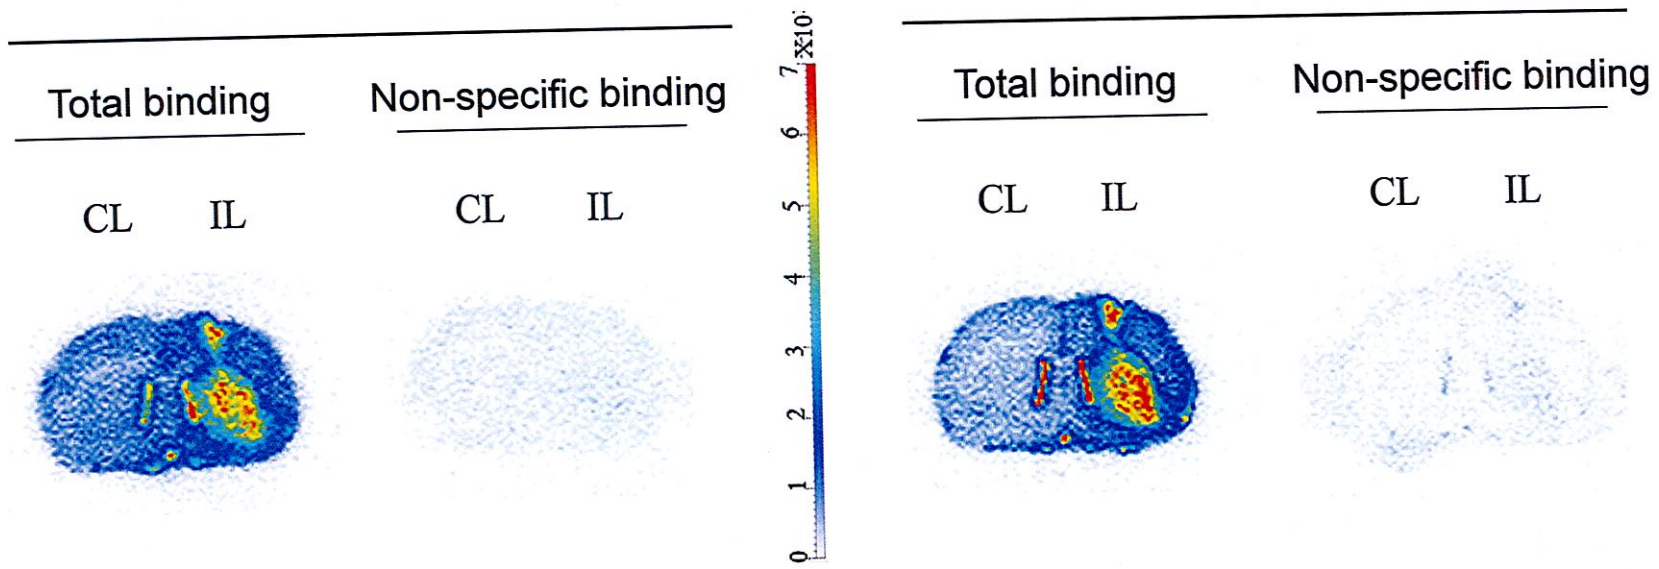 Total binding Non-specific binding
CL IL CL IL
X10
7
6
5
4
3
2
1
0
Total binding Non-specific binding
CL IL CL IL